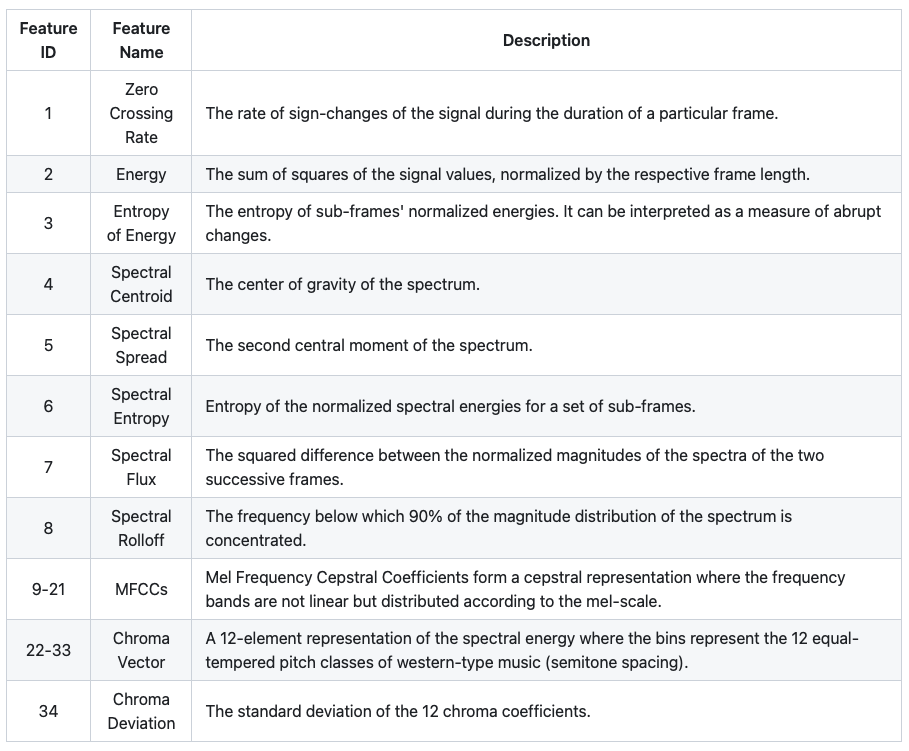 Feature ID
Feature Name
Description
1
Zero Crossing Rate
The rate of sign-changes of the signal during the duration of a particular frame.
2
Energy
The sum of squares of the signal values, normalized by the respective frame length.
3
Entropy of Energy
The entropy of sub-frames' normalized energies. It can be interpreted as a measure of abrupt
changes.
4
Spectral Centroid
The center of gravity of the spectrum.
5
Spectral Spread
The second central moment of the spectrum.
6
Spectral Entropy
Entropy of the normalized spectral energies for a set of sub-frames.
7
Spectral Flux
The squared difference between the normalized magnitudes of the spectra of the two
successive frames.
8
Spectral Rolloff
The frequency below which 90% of the magnitude distribution of the spectrum is
concentrated.
9-21
MFCCs
Mel Frequency Cepstral Coefficients form a cepstral representation where the frequency
bands are not linear but distributed according to the mel-scale.
22-33
Chroma Vector
A 12-element representation of the spectral energy where the bins represent the 12 equal-
tempered pitch classes of western-type music (semitone spacing).
34
Chroma Deviation
The standard deviation of the 12 chroma coefficients.